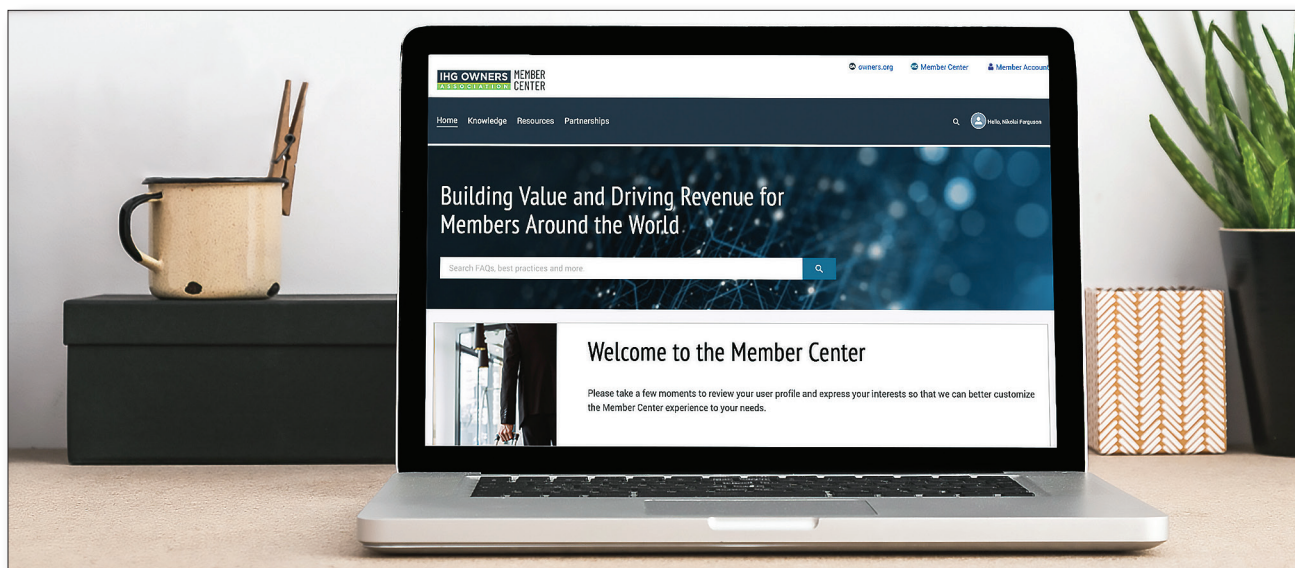 IHG OWNERS
ASSOCIATION
MEMBER
CENTER
owners.org
Member Center
Member Account
Home
Knowledge
Resources
Partnerships
Hello, Nikolai Ferguson
Building Value and Driving Revenue for
Members Around the World
Search FAQs, best practices and more
Welcome to the Member Center
Please take a few moments to review your user profile and express your interests so that we can better customize
the Member Center experience to your needs.